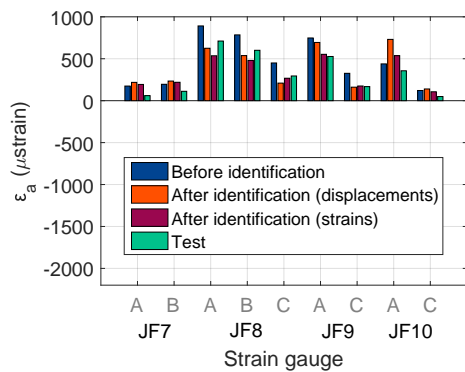 1000
500
0
-500
-1000
-1500
-2000
ε_a (μstrain)
Before identification
After identification (displacements)
After identification (strains)
Test
A B A B C A C A C
JF7 JF8 JF9 JF10
Strain gauge